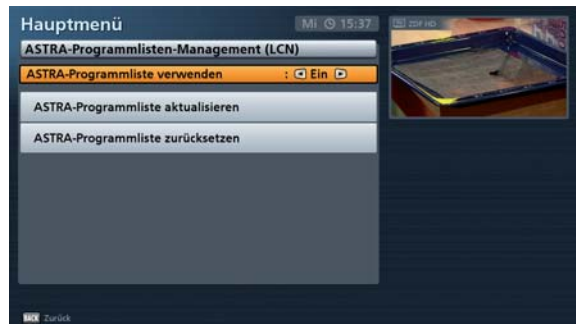 Hauptmenü
Mi 15:37
ZDF HD
ASTRA-Programmlisten-Management (LCN)
ASTRA-Programmliste verwenden : Ein
ASTRA-Programmliste aktualisieren
ASTRA-Programmliste zurücksetzen
BACK Zurück